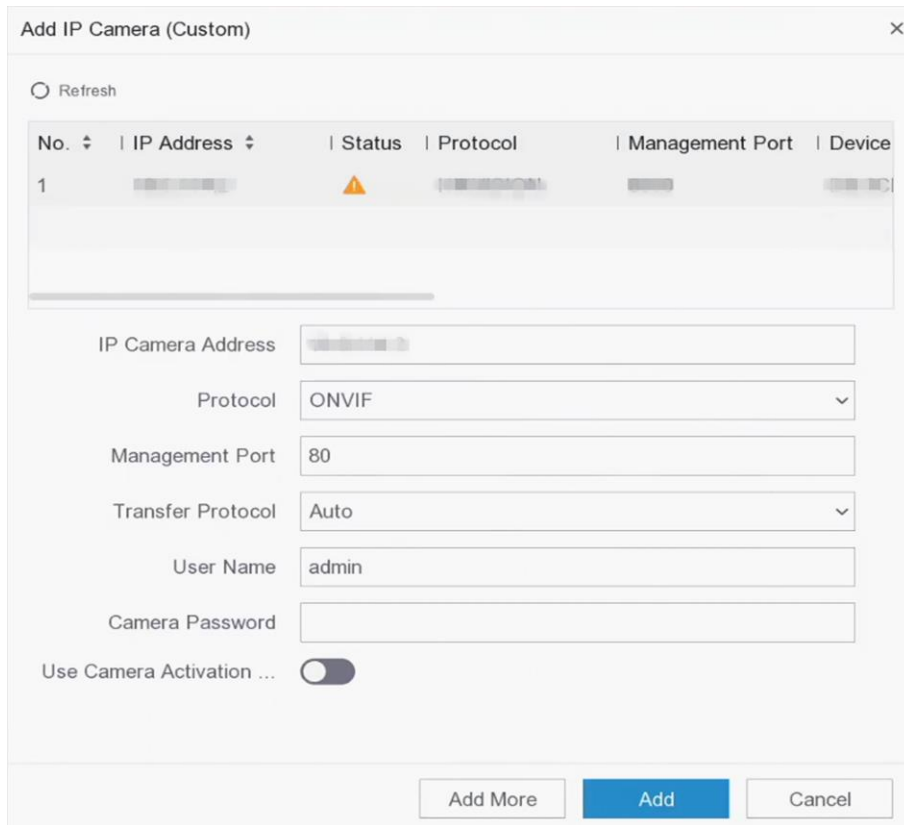 Add IP Camera (Custom)
Refresh
No. IP Address Status Protocol Management Port Device
1
IP Camera Address
Protocol ONVIF
Management Port 80
Transfer Protocol Auto
User Name admin
Camera Password
Use Camera Activation ...
Add More Add Cancel